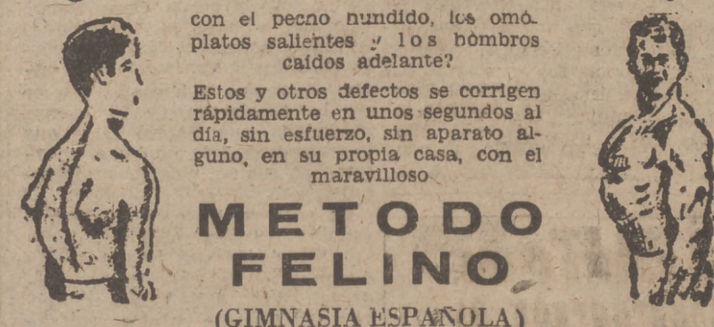 con el pecho hundido, los omó-
platos salientes y los hombros
caídos adelante?
Estos y otros defectos se corrigen
rápidamente en unos segundos al
día, sin esfuerzo, sin aparato al-
guno, en su propia casa, con el
maravilloso
METODO
FELINO
(GIMNASIA ESPAÑOLA)